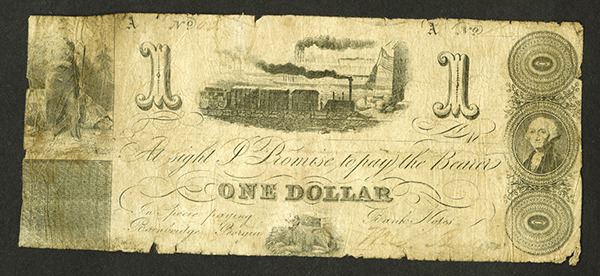 A No
A No
1 1
At sight I Promise to pay the Bearer
ONE DOLLAR
In Specie paying Bank Notes
Bainbridge Georgia